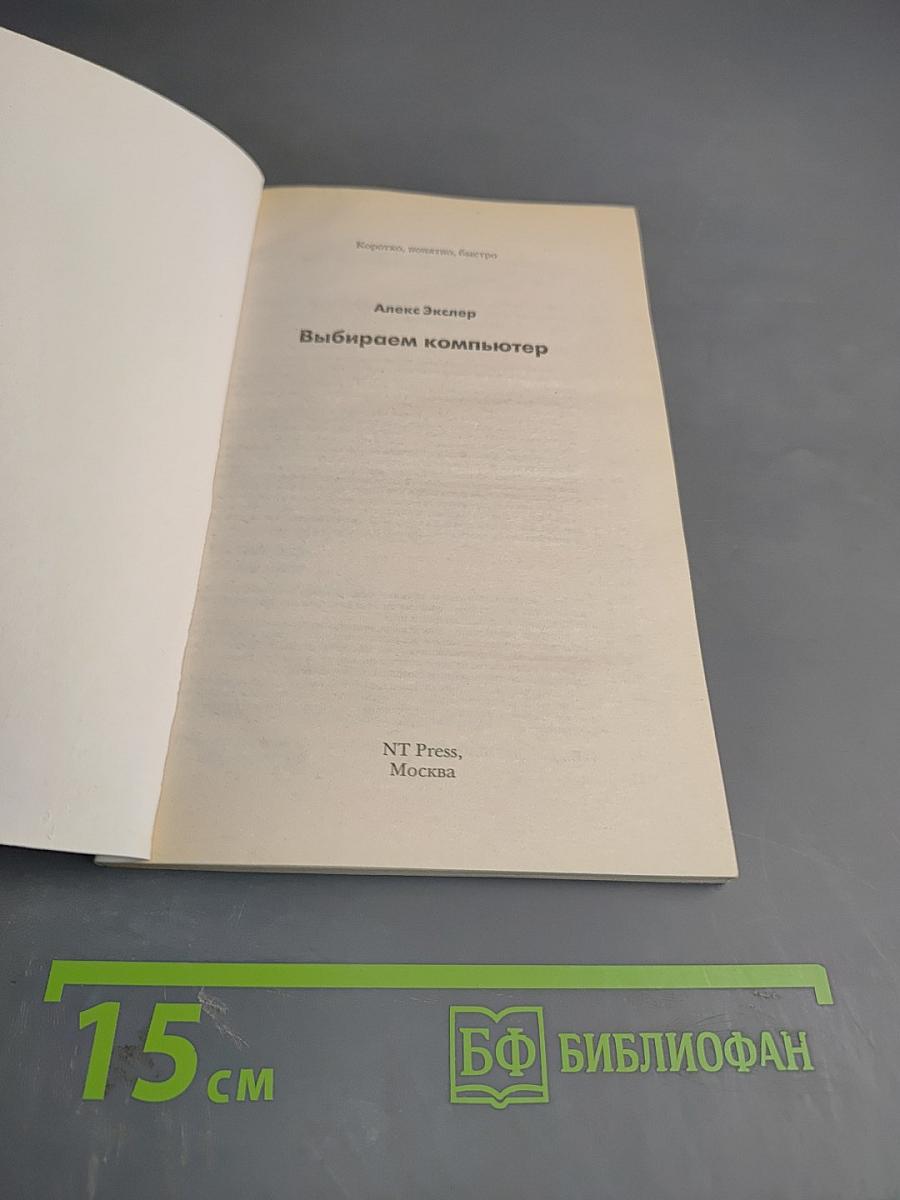 Коротко, понятно, быстро
Алекс Экслер
Выбираем компьютер
NT Press,
Москва
15 см
БФ БИБЛИОФАН